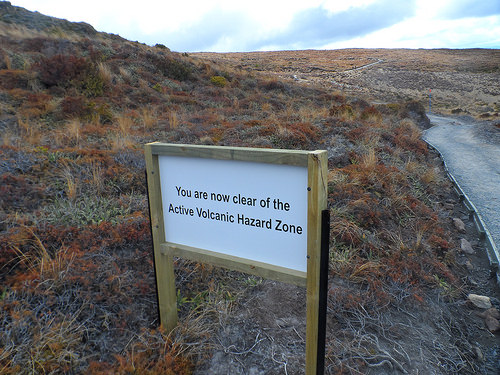 You are now clear of the
Active Volcanic Hazard Zone